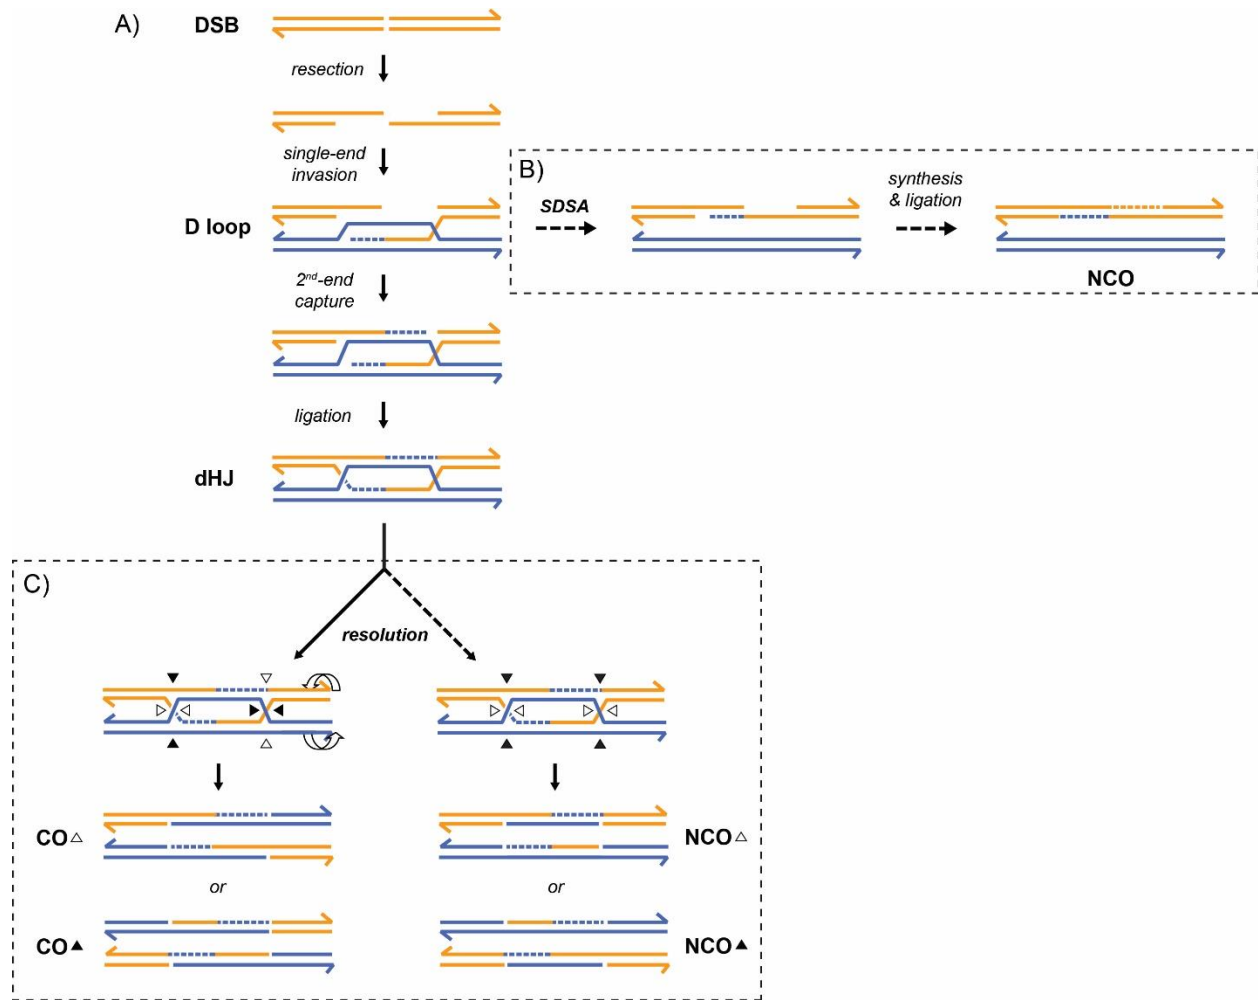 A)
DSB
resection
single-end
invasion
D loop
B)
SDSA
synthesis
& ligation
NCO
2nd-end
capture
ligation
dHJ
C)
resolution
CO△
NCO△
or
or
CO▲
NCO▲